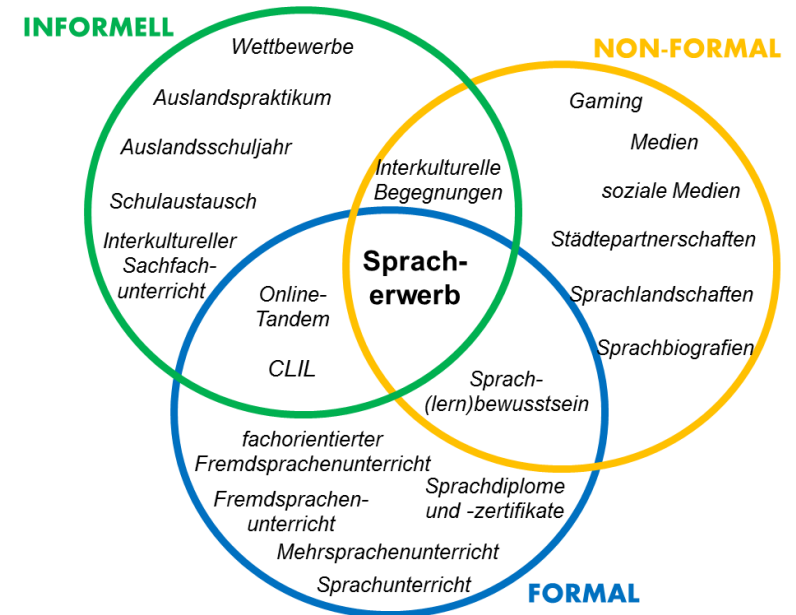 INFORMELL
Wettbewerbe
Auslandspraktikum
Auslandsschuljahr
Schulaustausch
Interkultureller
Sachfach-
unterricht
NON-FORMAL
Gaming
Medien
soziale Medien
Städtepartnerschaften
Sprachlandschaften
Sprachbiografien
Interkulturelle
Begegnungen
Sprach-
erwerb
Online-
Tandem
CLIL
Sprach-
(lern)bewusstsein
fachorientierter
Fremdsprachenunterricht
Fremdsprachen-
unterricht
Sprachdiplome
und -zertifikate
Mehrsprachenunterricht
Sprachunterricht
FORMAL